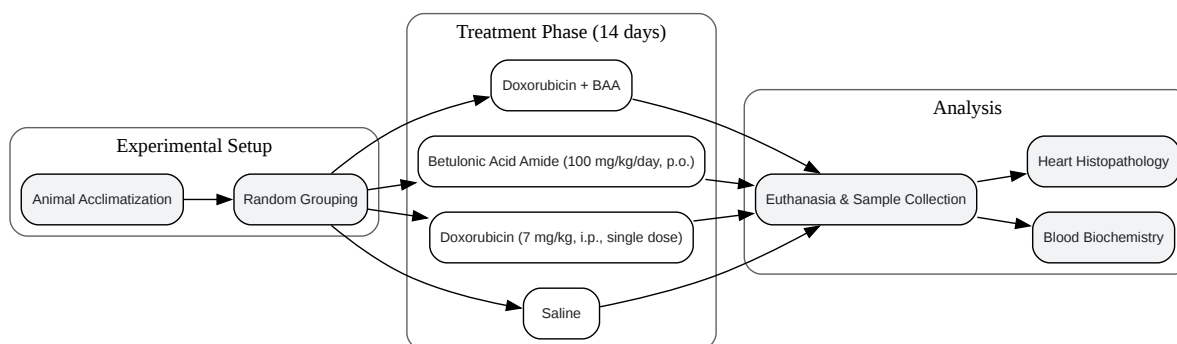 Experimental Setup
Animal Acclimatization
Random Grouping
Treatment Phase (14 days)
Doxorubicin + BAA
Betulonic Acid Amide (100 mg/kg/day, p.o.)
Doxorubicin (7 mg/kg, i.p., single dose)
Saline
Analysis
Euthanasia & Sample Collection
Heart Histopathology
Blood Biochemistry